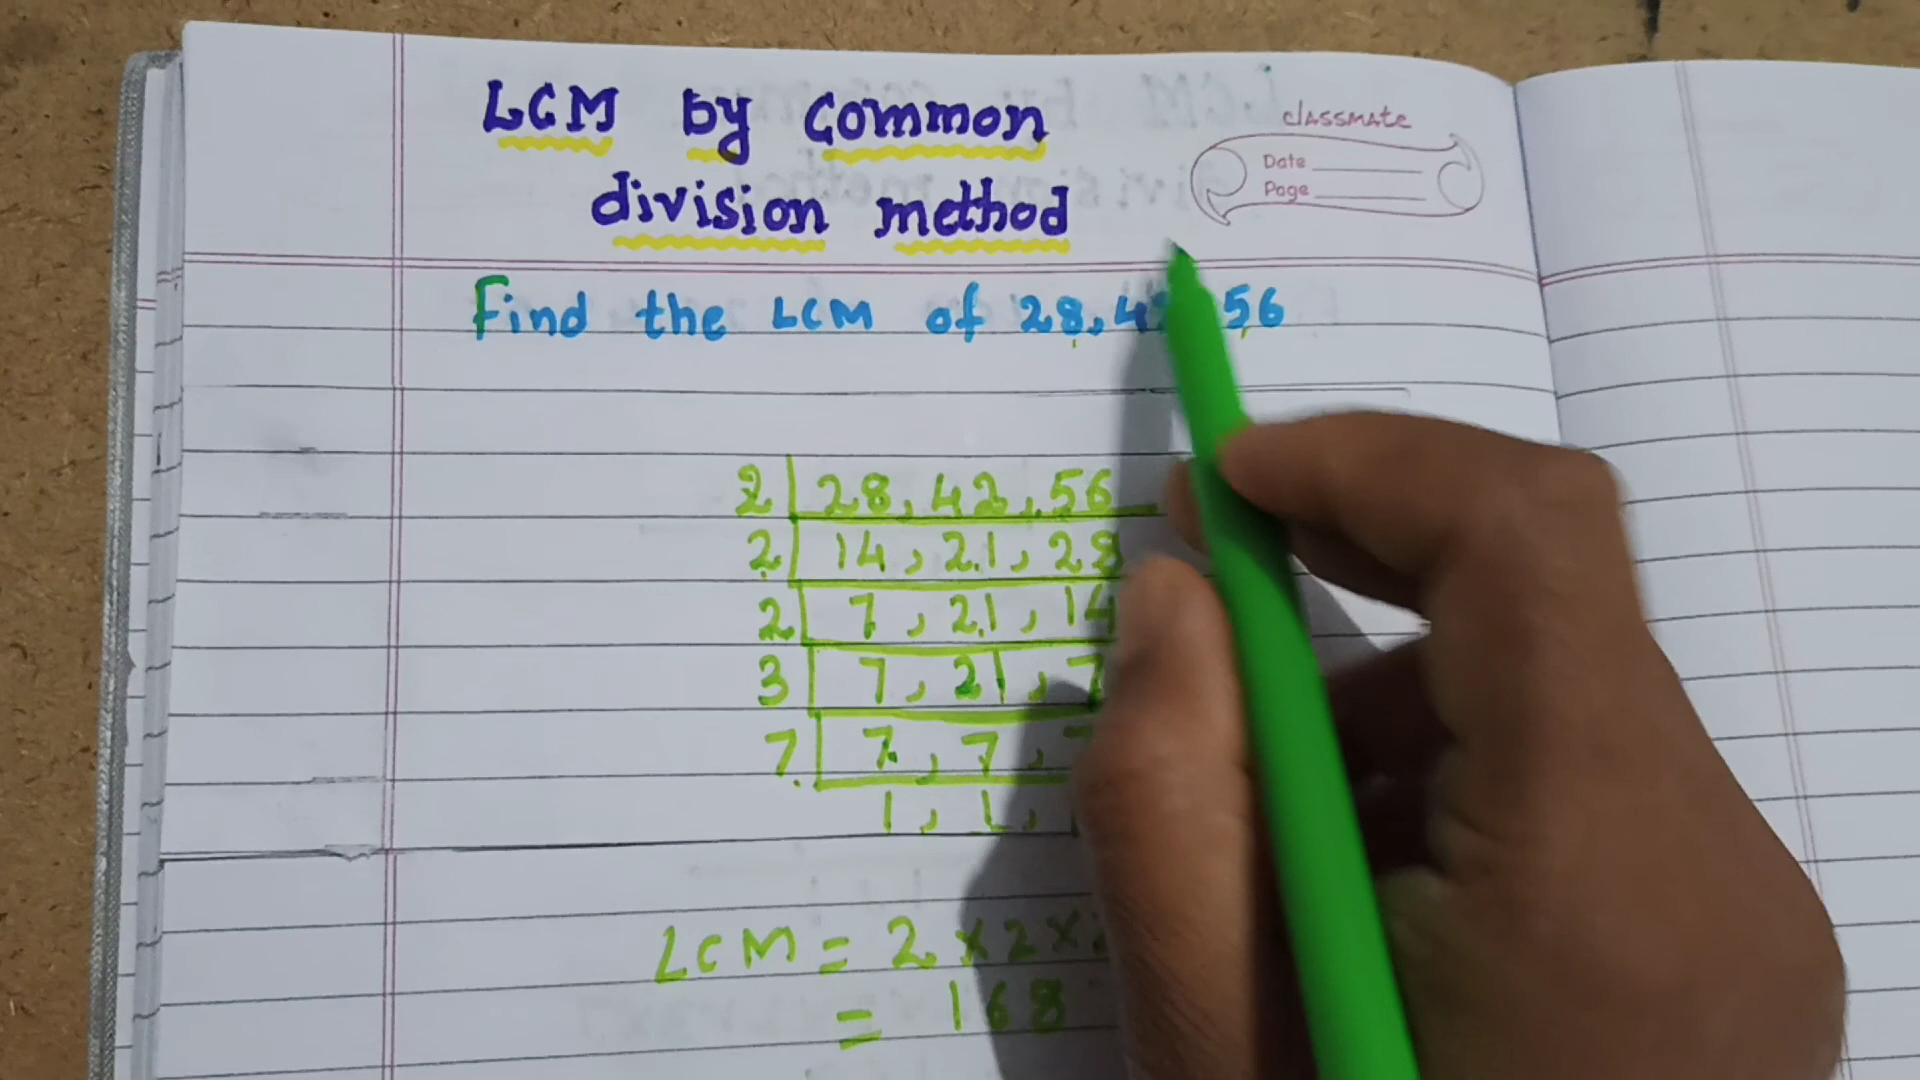 LCM by Common
division method
classmate
Date
Page
Find the LCM of 28, 56
2 28, 42, 56
2 14, 21, 28
2 7, 21, 14
3 7, 21, 7
7 7, 7,
1, 1,
LCM = 2 × 2 ×
= 168